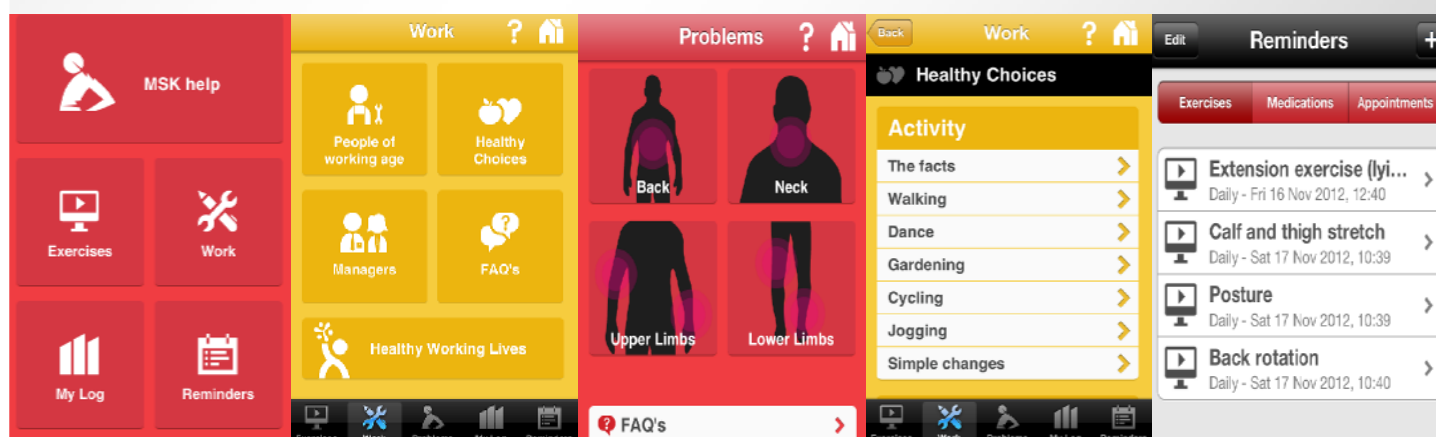 MSK help
Exercises
Work
My Log
Reminders
Work
?
People of
working age
Healthy
Choices
Managers
FAQ's
Healthy Working Lives
Problems
?
Back
Neck
Upper Limbs
Lower Limbs
FAQ's
Back
Work
?
Healthy Choices
Activity
The facts
Walking
Dance
Gardening
Cycling
Jogging
Simple changes
Edit
Reminders
+
Exercises
Medications
Appointments
Extension exercise (lyi...
Daily - Fri 16 Nov 2012, 12:40
Calf and thigh stretch
Daily - Sat 17 Nov 2012, 10:39
Posture
Daily - Sat 17 Nov 2012, 10:39
Back rotation
Daily - Sat 17 Nov 2012, 10:40